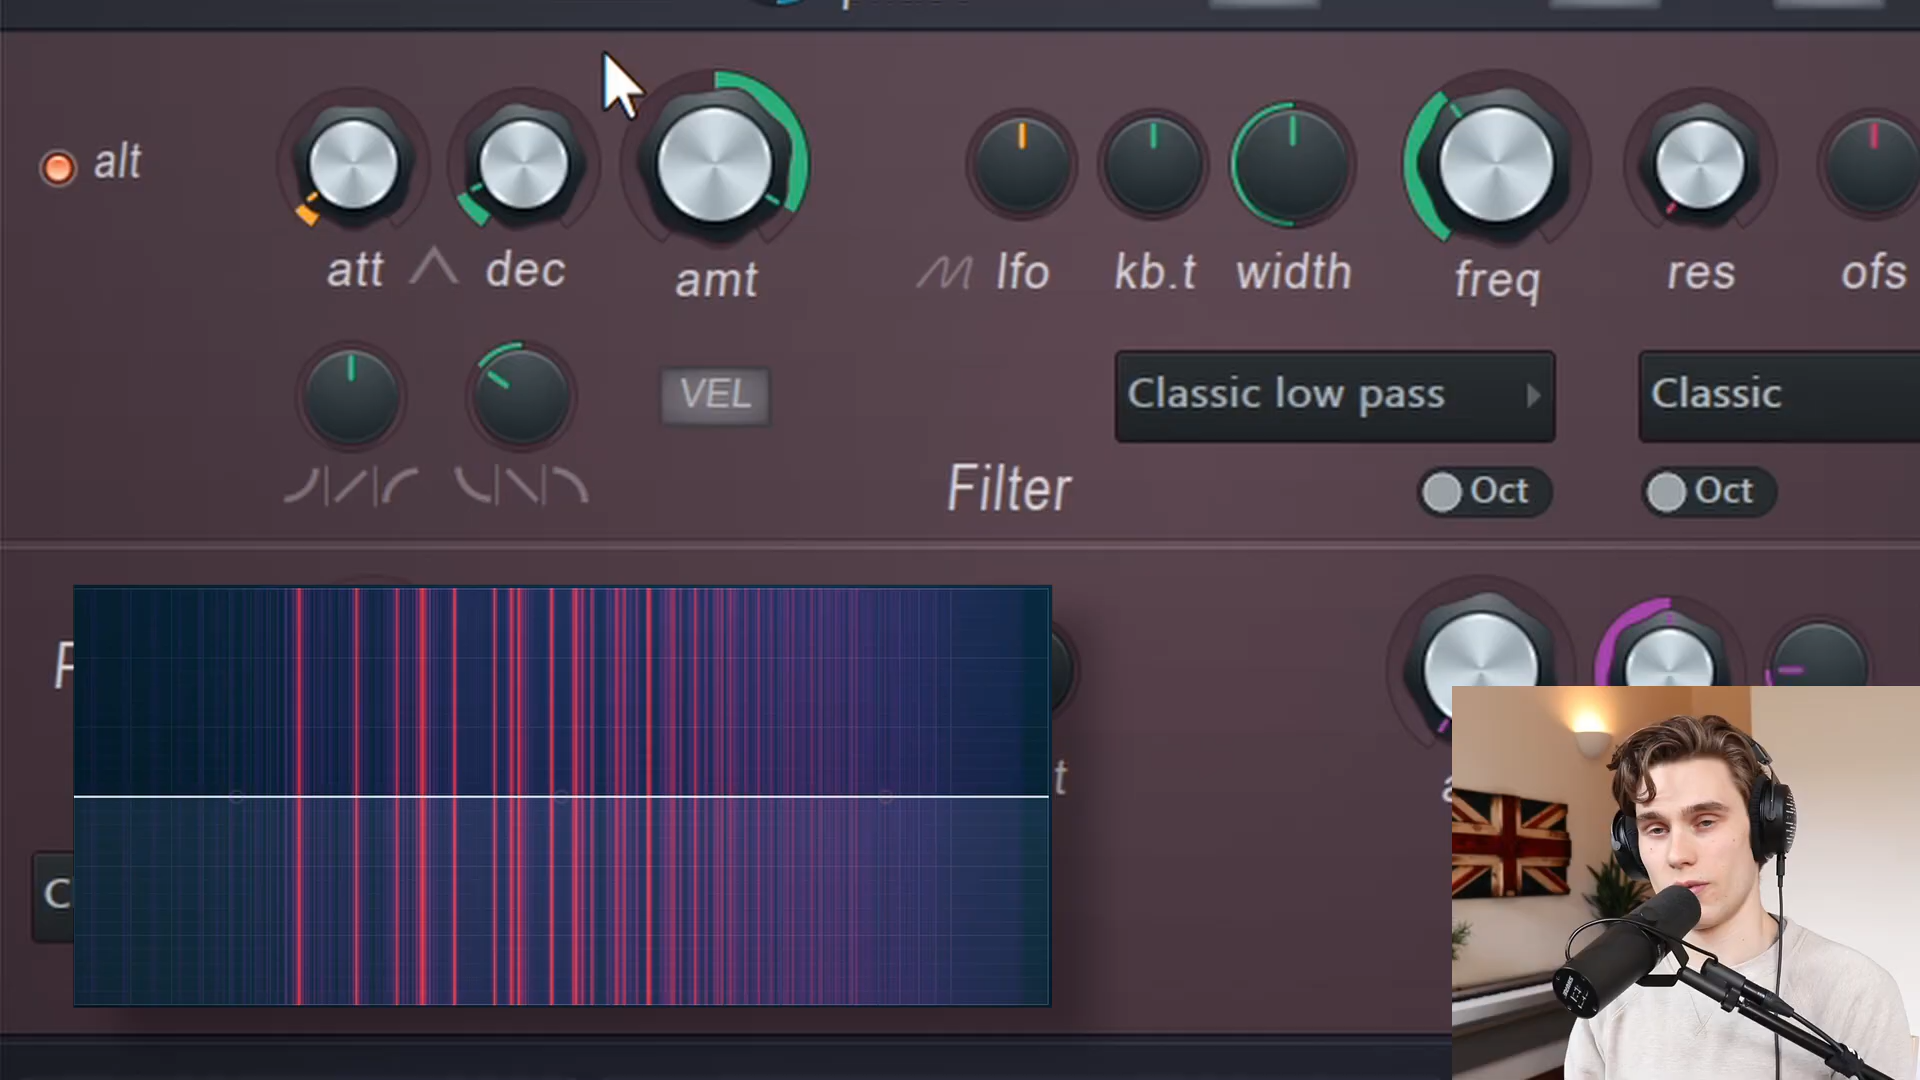 alt
att
dec
amt
lfo
kb.t
width
freq
res
ofs
VEL
Classic low pass
Classic
Filter
Oct
Oct
t